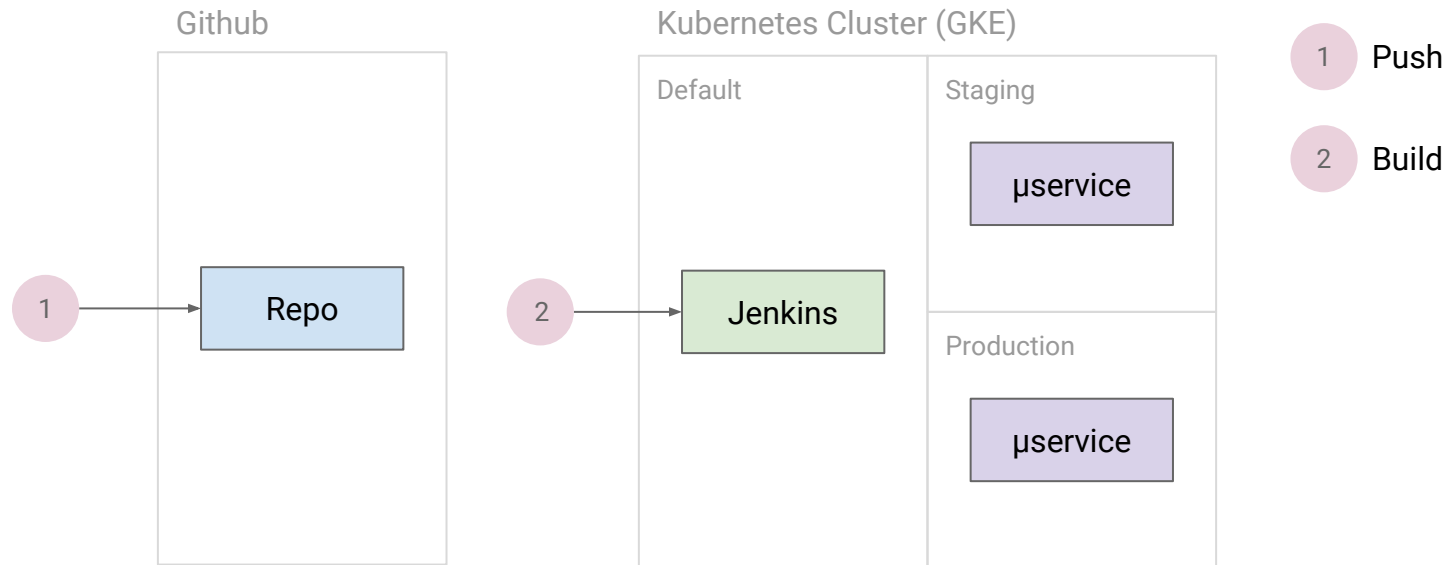 Github
Kubernetes Cluster (GKE)
1 Push
Default
Staging
2 Build
µservice
1
Repo
2
Jenkins
Production
µservice